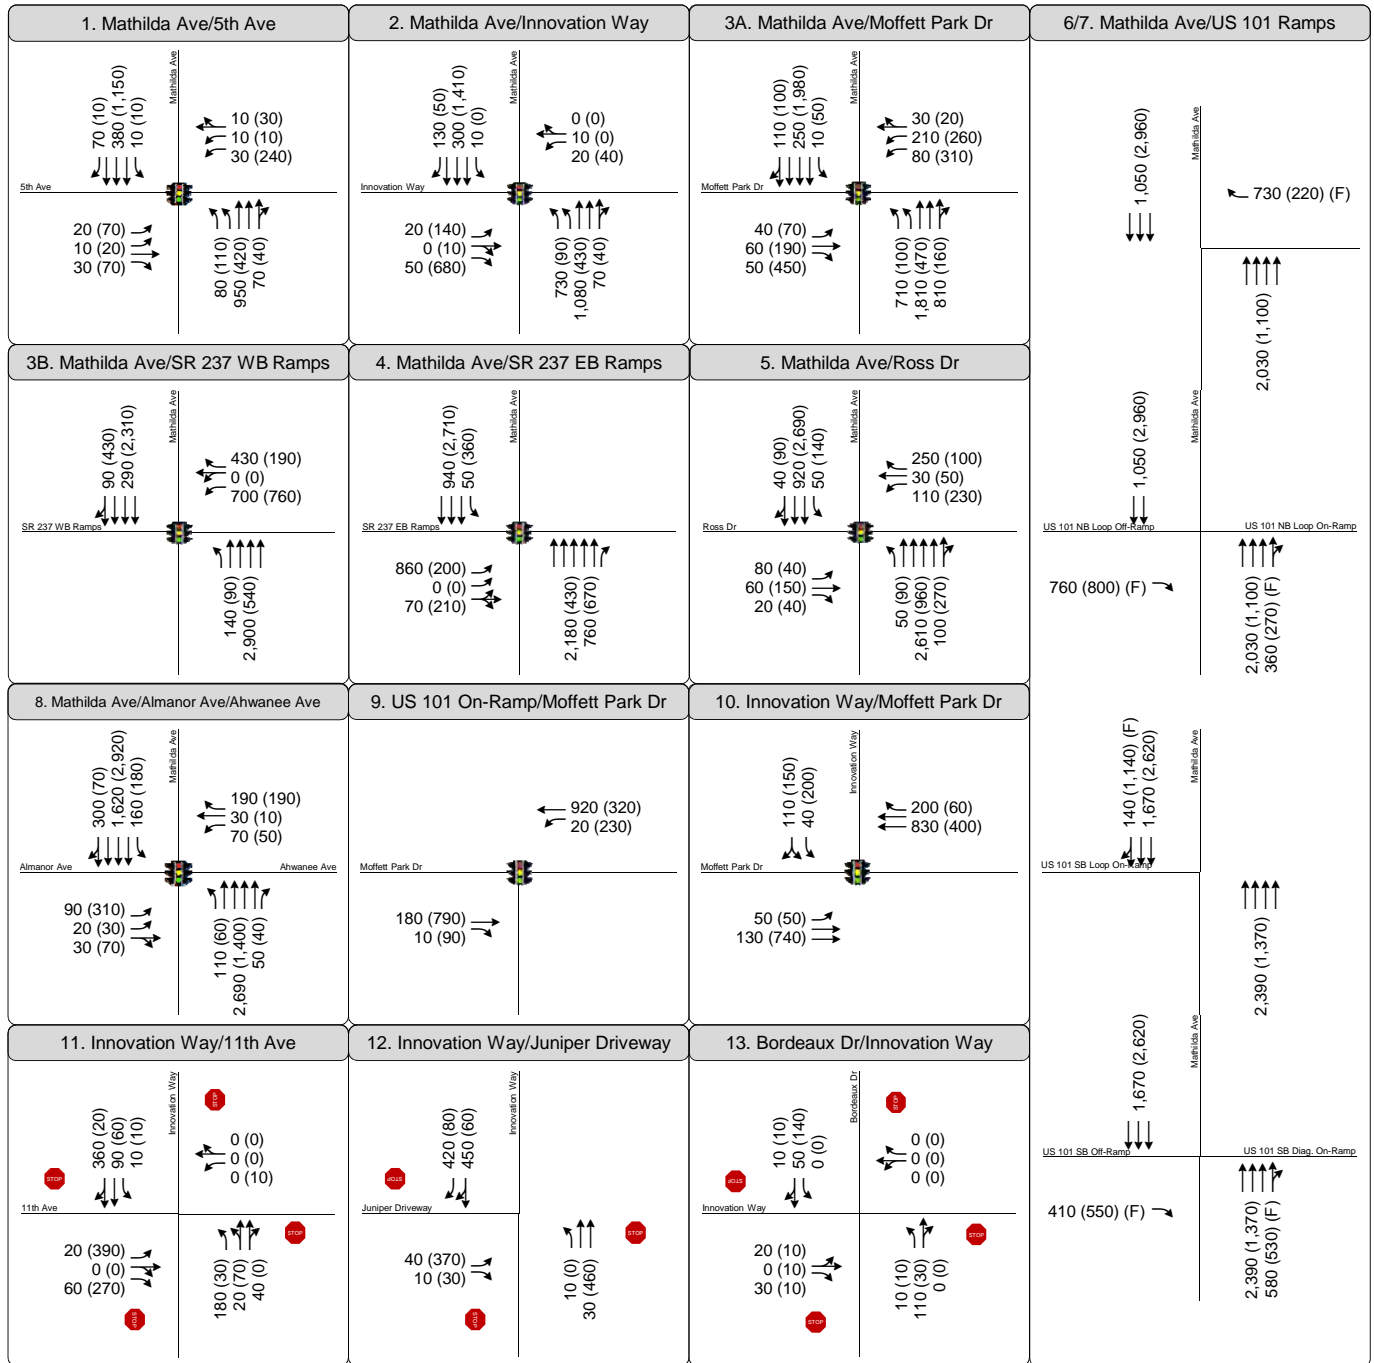 1. Mathilda Ave/5th Ave
Mathilda Ave
70 (10)
380 (1,150)
10 (10)
10 (30)
10 (10)
30 (240)
5th Ave
20 (70)
10 (20)
30 (70)
80 (110)
950 (420)
70 (40)
2. Mathilda Ave/Innovation Way
Mathilda Ave
130 (50)
300 (1,410)
10 (0)
0 (0)
10 (0)
20 (40)
Innovation Way
20 (140)
0 (10)
50 (680)
730 (90)
1,080 (430)
70 (40)
3A. Mathilda Ave/Moffett Park Dr
Mathilda Ave
110 (100)
250 (1,980)
10 (50)
30 (20)
210 (260)
80 (310)
Moffett Park Dr
40 (70)
60 (190)
50 (450)
710 (100)
1,810 (470)
810 (160)
6/7. Mathilda Ave/US 101 Ramps
Mathilda Ave
1,050 (2,960)
730 (220) (F)
2,030 (1,100)
Mathilda Ave
1,050 (2,960)
US 101 NB Loop Off-Ramp
US 101 NB Loop On-Ramp
760 (800) (F)
2,030 (1,100)
360 (270) (F)
Mathilda Ave
140 (1,140) (F)
1,670 (2,620)
US 101 SB Loop On-Ramp
2,390 (1,370)
Mathilda Ave
1,670 (2,620)
US 101 SB Off-Ramp
US 101 SB Diag. On-Ramp
410 (550) (F)
2,390 (1,370)
580 (530) (F)
3B. Mathilda Ave/SR 237 WB Ramps
Mathilda Ave
90 (430)
290 (2,310)
430 (190)
0 (0)
700 (760)
SR 237 WB Ramps
140 (90)
2,900 (540)
4. Mathilda Ave/SR 237 EB Ramps
Mathilda Ave
940 (2,710)
50 (360)
SR 237 EB Ramps
860 (200)
0 (0)
70 (210)
2,180 (430)
760 (670)
5. Mathilda Ave/Ross Dr
Mathilda Ave
40 (90)
920 (2,690)
50 (140)
250 (100)
30 (50)
110 (230)
Ross Dr
80 (40)
60 (150)
20 (40)
50 (90)
2,610 (960)
100 (270)
8. Mathilda Ave/Almanor Ave/Ahwanee Ave
Mathilda Ave
300 (70)
1,620 (2,920)
160 (180)
190 (190)
30 (10)
70 (50)
Almanor Ave
Ahwanee Ave
90 (310)
20 (30)
30 (70)
110 (60)
2,690 (1,400)
50 (40)
9. US 101 On-Ramp/Moffett Park Dr
920 (320)
20 (230)
Moffett Park Dr
180 (790)
10 (90)
10. Innovation Way/Moffett Park Dr
Innovation Way
110 (150)
40 (200)
200 (60)
830 (400)
Moffett Park Dr
50 (50)
130 (740)
11. Innovation Way/11th Ave
Innovation Way
STOP
360 (20)
90 (60)
10 (10)
0 (0)
0 (0)
0 (10)
STOP
11th Ave
STOP
20 (390)
0 (0)
60 (270)
180 (30)
20 (70)
40 (0)
STOP
12. Innovation Way/Juniper Driveway
Innovation Way
420 (80)
450 (60)
STOP
Juniper Driveway
STOP
40 (370)
10 (30)
10 (0)
30 (460)
STOP
13. Bordeaux Dr/Innovation Way
Bordeaux Dr
STOP
10 (10)
50 (140)
0 (0)
0 (0)
0 (0)
0 (0)
STOP
Innovation Way
STOP
20 (10)
0 (10)
30 (10)
10 (10)
110 (30)
0 (0)
STOP